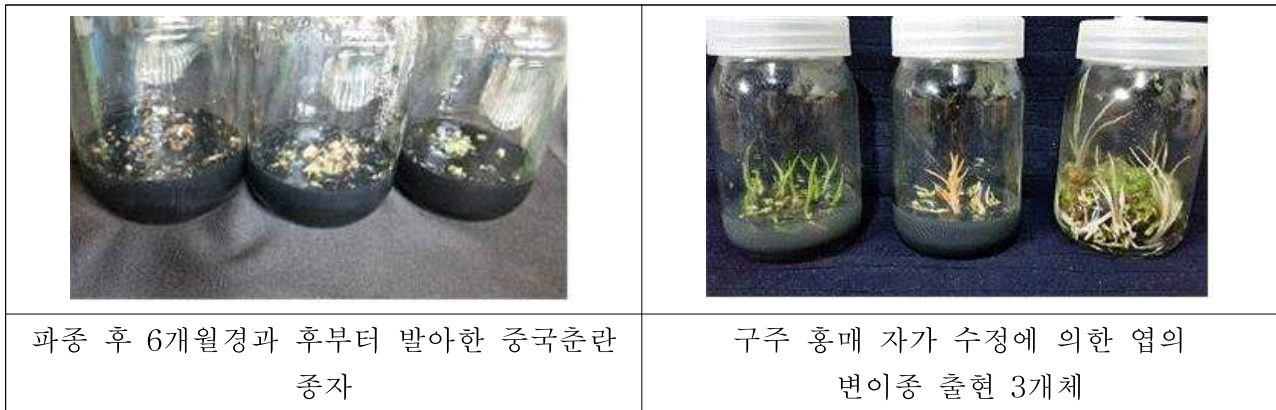 파종 후 6개월경과 후부터 발아한 중국춘란
종자
구주 홍매 자가 수정에 의한 엽의
변이종 출현 3개체